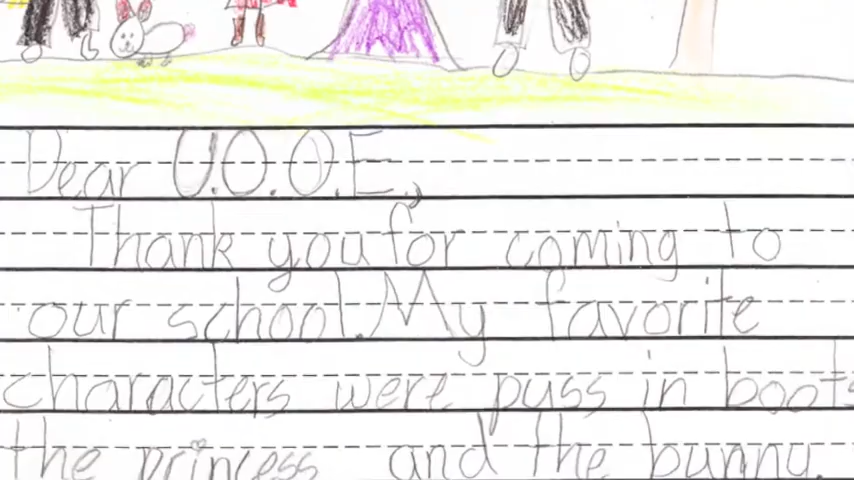 Dear U.O.O.E.,
Thank you for coming to
our school. My favorite
characters were puss in boots
the princess and the bunny.